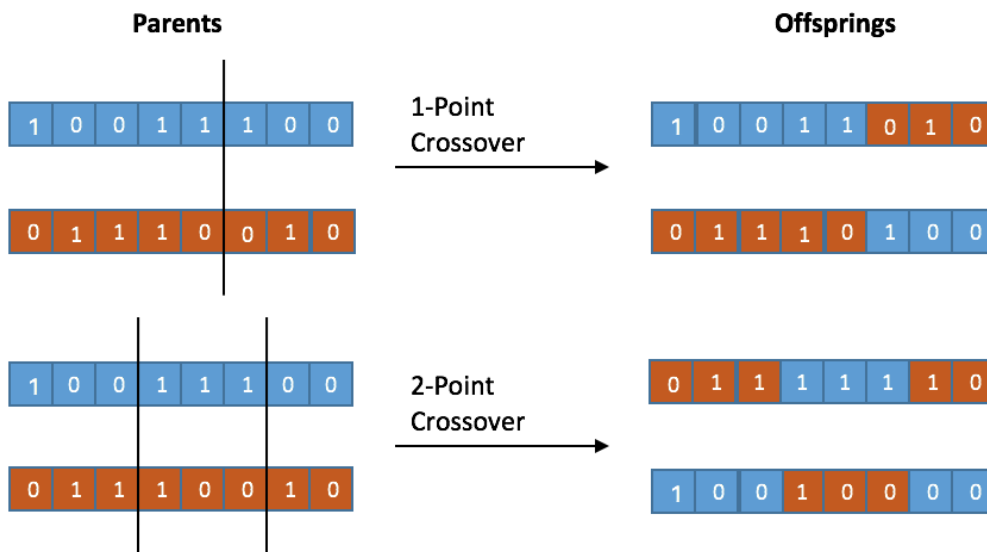 Parents
Offsprings
1 0 0 1 1 1 0 0
1-Point
Crossover
1 0 0 1 1 0 1 0
0 1 1 1 0 0 1 0
0 1 1 1 0 1 0 0
1 0 0 1 1 1 0 0
2-Point
Crossover
0 1 1 1 1 1 1 0
0 1 1 1 0 0 1 0
1 0 0 1 0 0 0 0